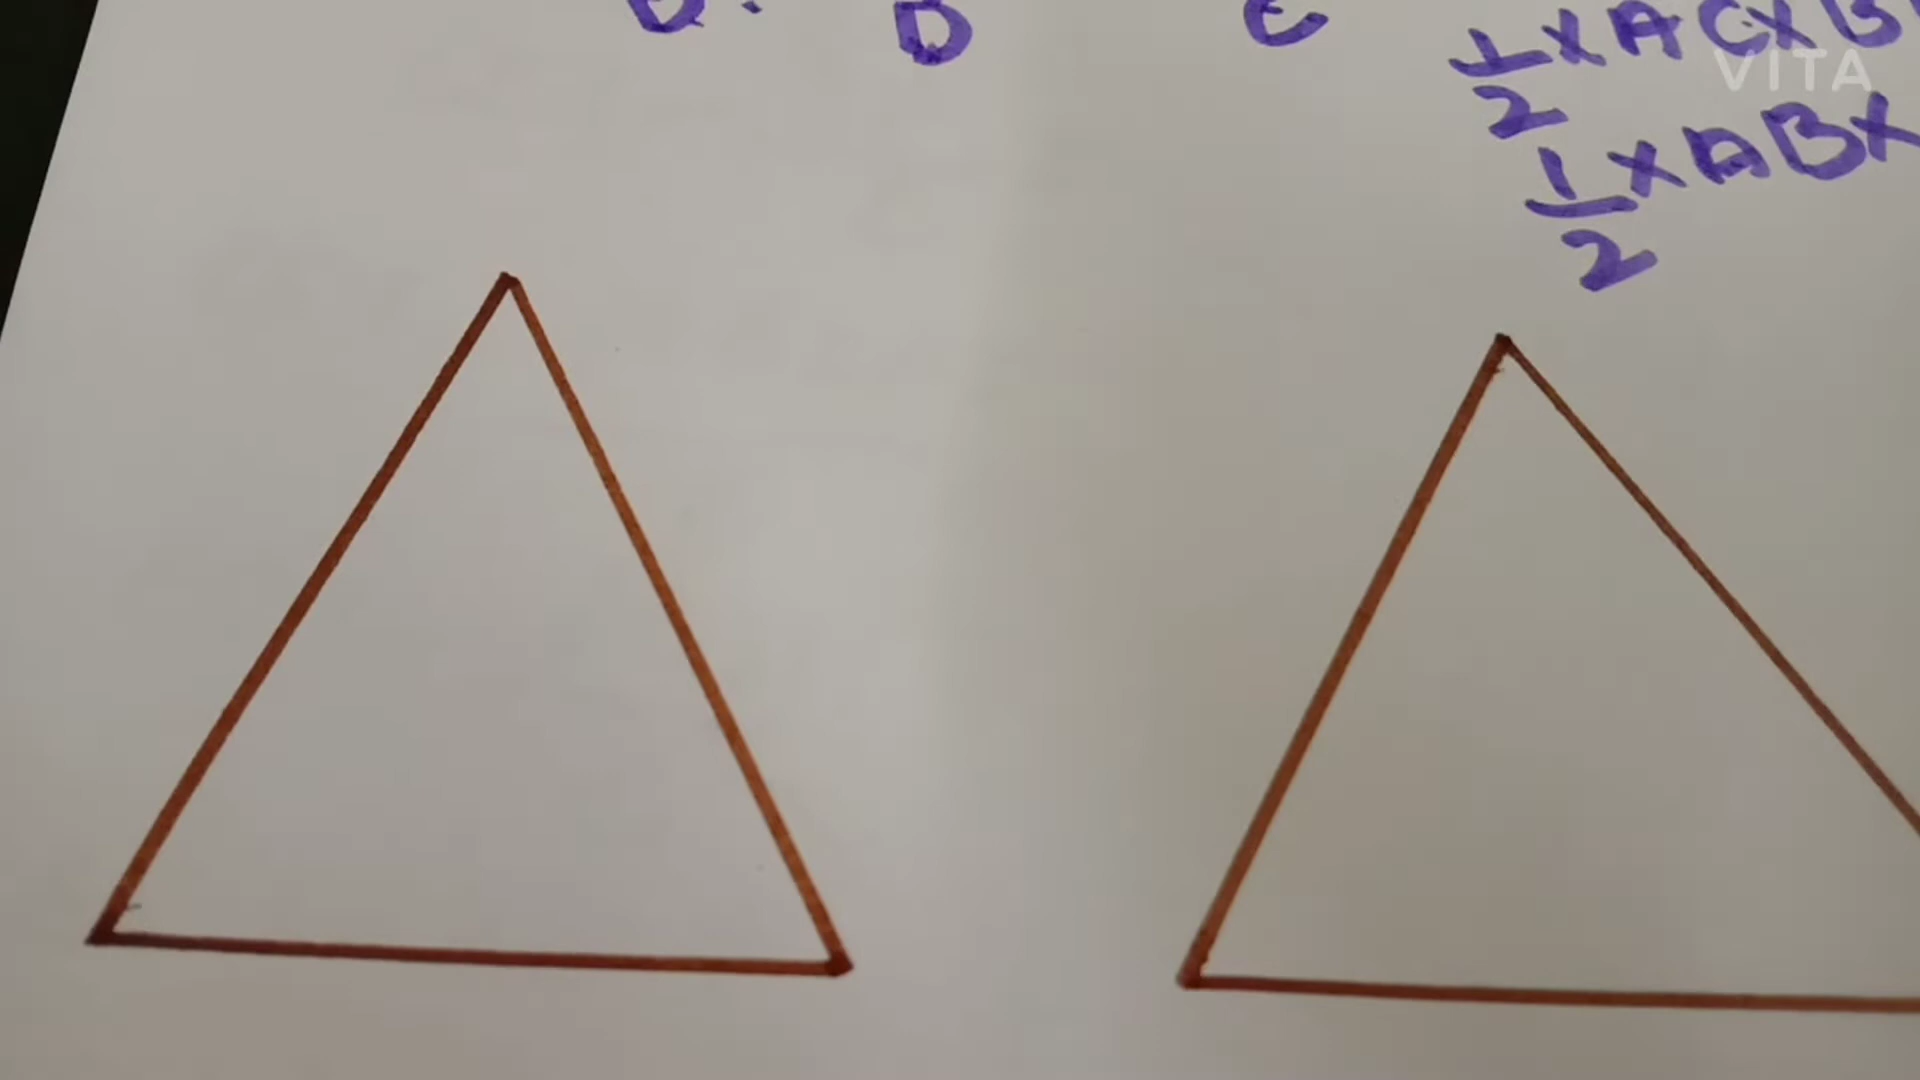 D E
1/2 × AC × B
VITA
1/2 × AB ×